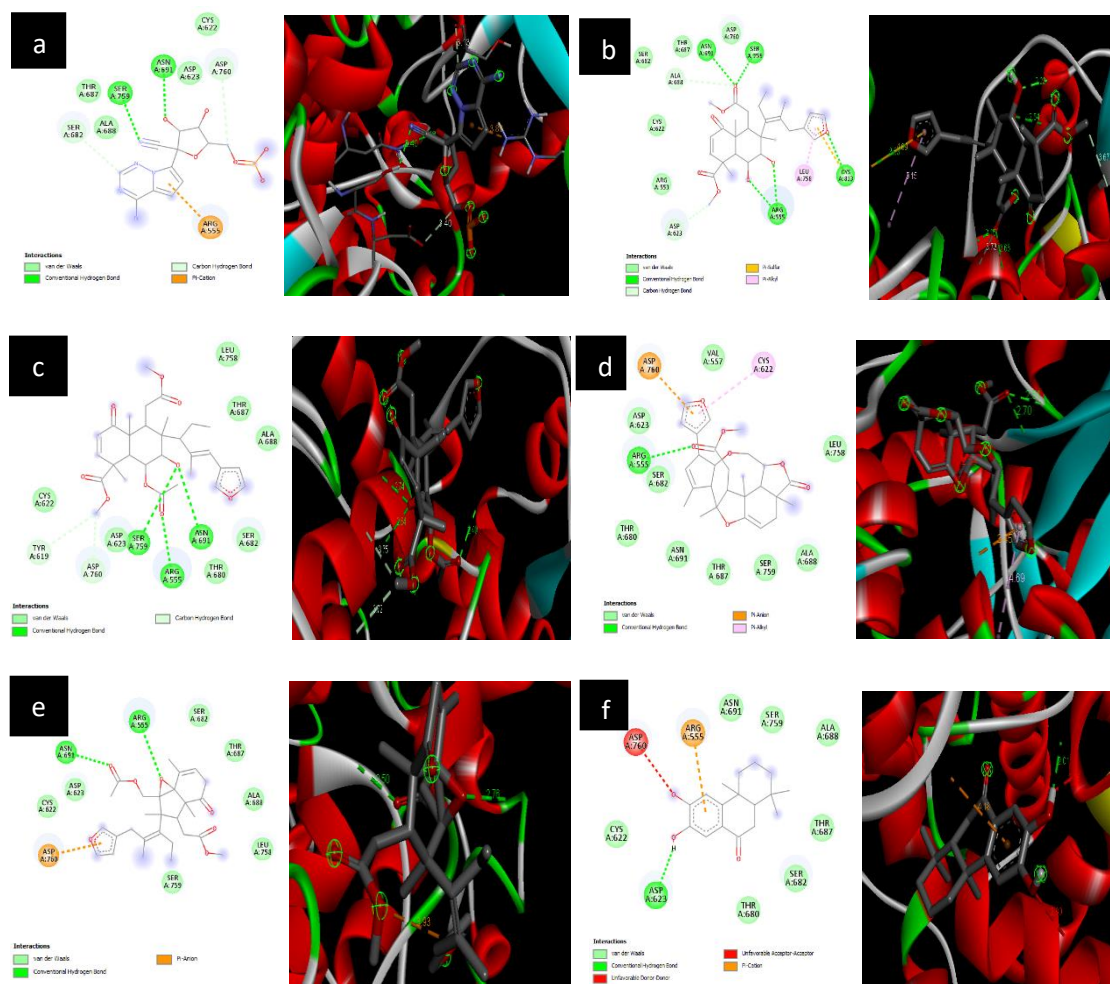 a
CYS
A:622
ASN
A:691
ASP
A:623
ASP
A:760
THR
A:687
SER
A:759
SER
A:682
ALA
A:688
ARG
A:555
Interactions
van der Waals
Conventional Hydrogen Bond
Carbon Hydrogen Bond
Pi-Cation
b
ASP
A:760
THR
A:687
ASN
A:691
SER
A:682
ALA
A:688
CYS
A:622
ARG
A:553
LEU
A:758
CYS
A:813
ARG
ASP
A:623
Interactions
van der Waals
Conventional Hydrogen Bond
Carbon Hydrogen Bond
Pi-Sulfur
Pi-Alkyl
c
LEU
A:758
THR
A:687
ALA
A:688
CYS
A:622
ASP
A:623
SER
A:759
ASN
A:691
SER
A:682
TYR
A:619
ASP
A:760
ARG
A:555
THR
A:680
Interactions
van der Waals
Conventional Hydrogen Bond
Carbon Hydrogen Bond
d
ASP
A:760
VAL
A:557
CYS
A:622
ASP
A:623
ARG
A:555
SER
A:682
LEU
A:758
THR
A:680
ASN
A:691
THR
A:687
SER
A:759
ALA
A:688
Interactions
van der Waals
Conventional Hydrogen Bond
Pi-Anion
Pi-Alkyl
2.70
4.69
e
ARG
A:555
SER
A:682
ASN
A:691
THR
A:687
ASP
A:623
CYS
A:622
ALA
A:688
ASP
A:760
LEU
A:758
SER
A:759
Interactions
van der Waals
Conventional Hydrogen Bond
Pi-Anion
2.76
f
ASN
A:691
ARG
A:555
SER
A:759
ASP
A:760
ALA
A:688
CYS
A:622
THR
A:687
ASP
A:623
SER
A:682
THR
A:680
Interactions
van der Waals
Conventional Hydrogen Bond
Unfavorable Donor-Donor
Unfavorable Acceptor-Acceptor
Pi-Cation